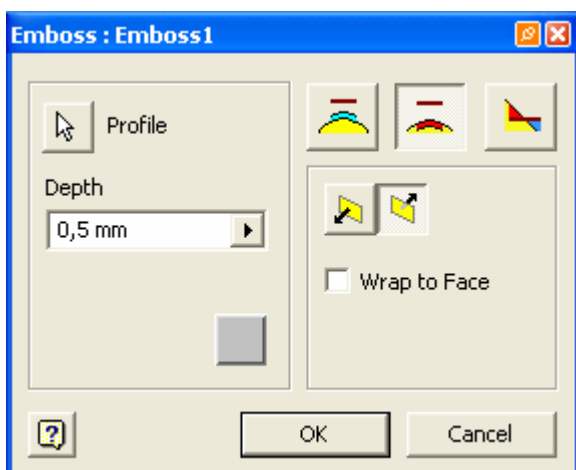 Emboss : Emboss1
Profile
Depth
0,5 mm
Wrap to Face
?
OK
Cancel